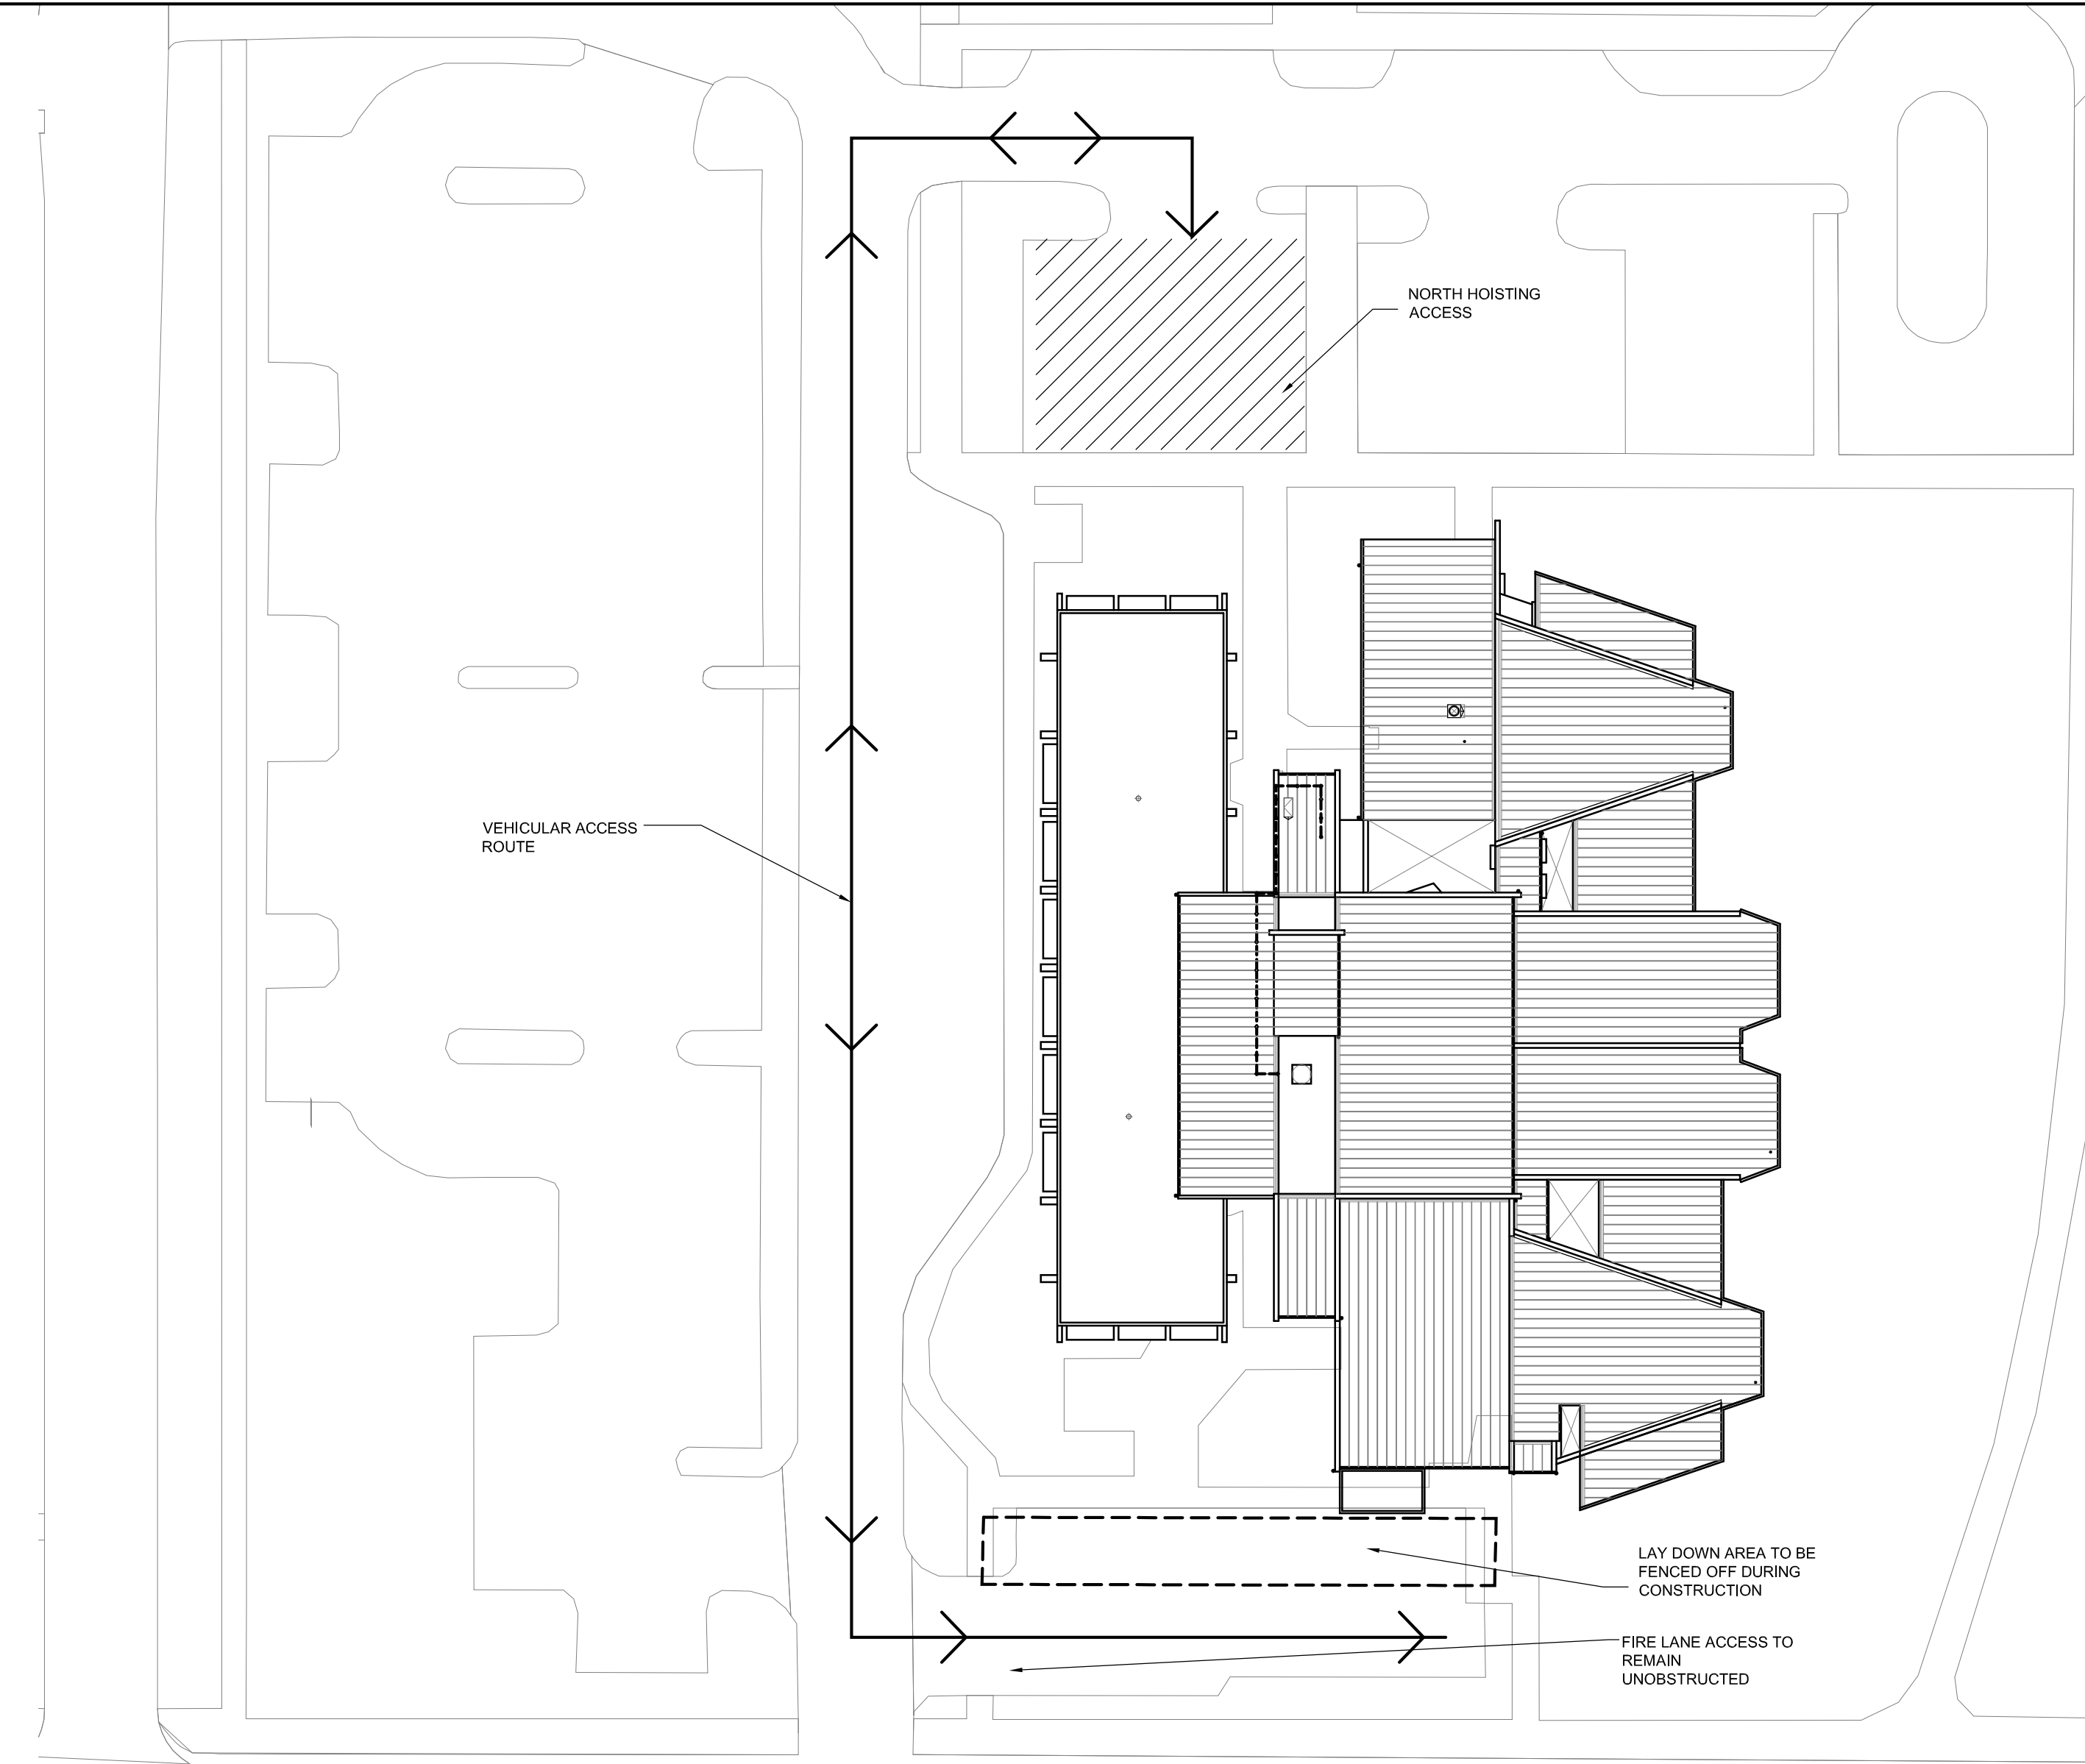 NORTH HOISTING
ACCESS
VEHICULAR ACCESS
ROUTE
LAY DOWN AREA TO BE
FENCED OFF DURING
CONSTRUCTION
FIRE LANE ACCESS TO
REMAIN
UNOBSTRUCTED